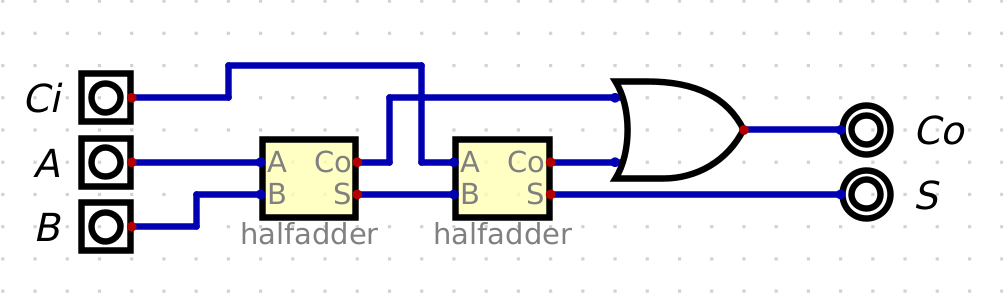 Ci
Co
A
A Co
A Co
B
B S
B S
S
halfadder
halfadder